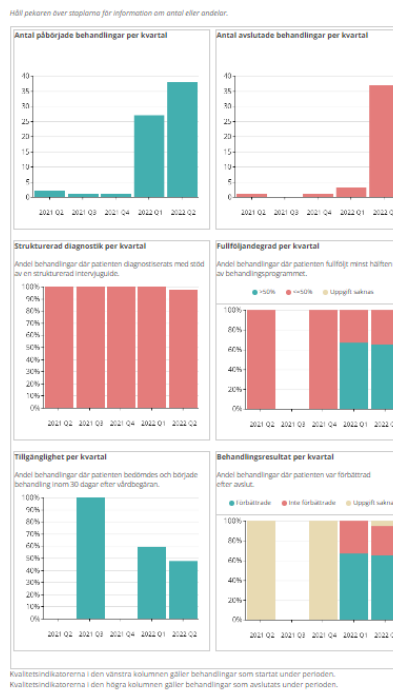 Håll pekaren över staplarna för information om antal eller andelar.
Antal påbörjade behandlingar per kvartal
40
35
30
25
20
15
10
5
0
2021 Q2 2021 Q3 2021 Q4 2022 Q1 2022 Q2
Antal avslutade behandlingar per kvartal
40
35
30
25
20
15
10
5
0
2021 Q2 2021 Q3 2021 Q4 2022 Q1 2022 Q2
Strukturerad diagnostik per kvartal
Andel behandlingar där patienten diagnostiserats med stöd
av en strukturerad intervjuguide.
100%
90%
80%
70%
60%
50%
40%
30%
20%
10%
0%
2021 Q2 2021 Q3 2021 Q4 2022 Q1 2022 Q2
Fullföljandegrad per kvartal
Andel behandlingar där patienten fullföljt minst hälften
av behandlingsprogrammet.
>50% <=50% Uppgift saknas
100%
80%
60%
40%
20%
0%
2021 Q2 2021 Q3 2021 Q4 2022 Q1 2022 Q2
Tillgänglighet per kvartal
Andel behandlingar där patienten bedömdes och började
behandling inom 30 dagar efter vårdbegäran.
100%
90%
80%
70%
60%
50%
40%
30%
20%
10%
0%
2021 Q2 2021 Q3 2021 Q4 2022 Q1 2022 Q2
Behandlingsresultat per kvartal
Andel behandlingar där patienten var förbättrad
efter avslut.
Förbättrade Inte förbättrade Uppgift sakna
100%
80%
60%
40%
20%
0%
2021 Q2 2021 Q3 2021 Q4 2022 Q1 2022 Q2
Kvalitetsindikatorerna i den vänstra kolumnen gäller behandlingar som startat under perioden.
Kvalitetsindikatorerna i den högra kolumnen gäller behandlingar som avslutats under perioden.